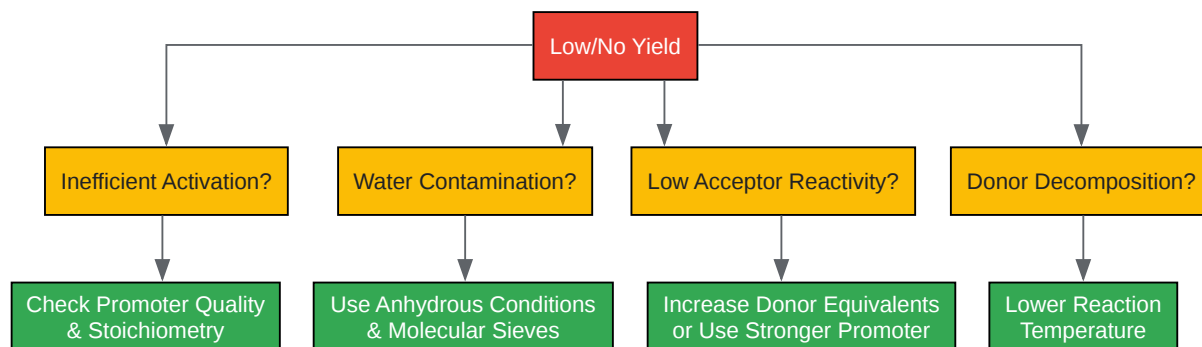 Low/No Yield
Inefficient Activation?
Water Contamination?
Low Acceptor Reactivity?
Donor Decomposition?
Check Promoter Quality
& Stoichiometry
Use Anhydrous Conditions
& Molecular Sieves
Increase Donor Equivalents
or Use Stronger Promoter
Lower Reaction
Temperature